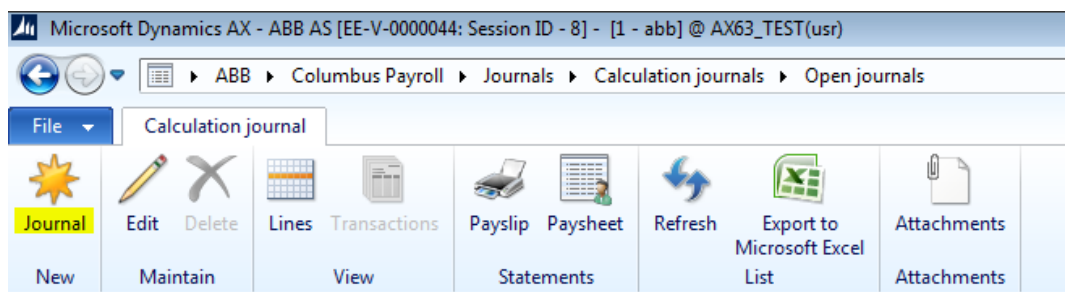 Microsoft Dynamics AX - ABB AS [EE-V-0000044: Session ID - 8] - [1 - abb] @ AX63_TEST(usr)
ABB Columbus Payroll Journals Calculation journals Open journals
File Calculation journal
Journal Edit Delete Lines Transactions Payslip Paysheet Refresh Export to Attachments
Microsoft Excel
New Maintain View Statements List Attachments